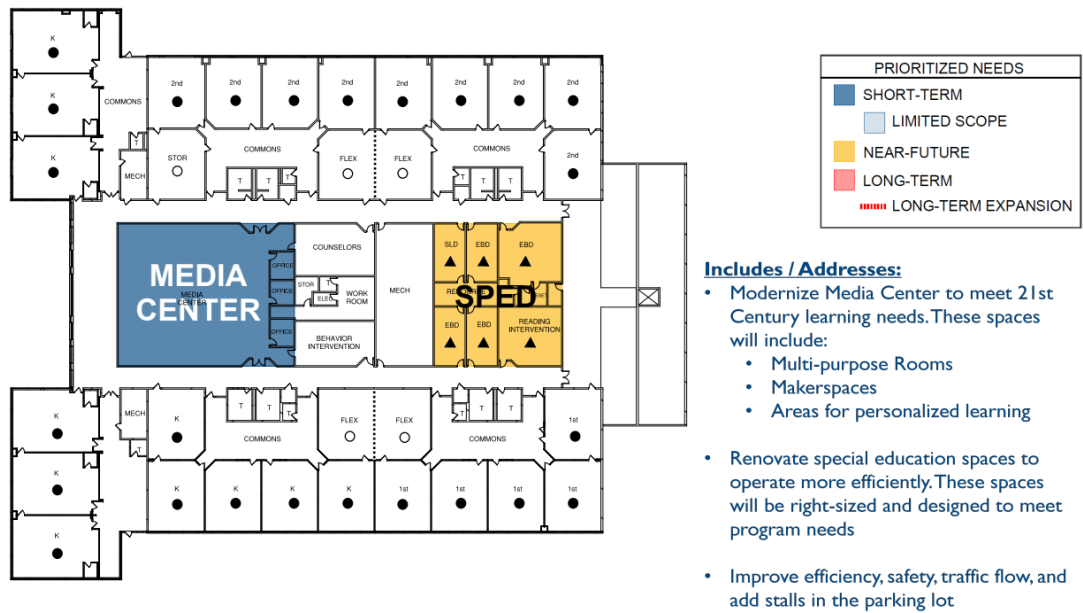 K
2nd 2nd 2nd 2nd 2nd 2nd 2nd 2nd
K
COMMONS
T
STOR
COMMONS
FLEX
FLEX
COMMONS
2nd
K
MECH
T T T
T T T
COUNSELORS
SLD
EBD
EBD
OFFICE
MEDIA
CENTER
MEDIA
CENTER
OFFICE
STOR
T
ELEC
WORK
ROOM
MECH
SPED
OFFICE
BEHAVIOR
INTERVENTION
EBD
EBD
READING
INTERVENTION
K
MECH
T
K
T T T
COMMONS
FLEX
FLEX
T T T
COMMONS
1st
K
K K K K 1st 1st 1st 1st
K
PRIORITIZED NEEDS
SHORT-TERM
LIMITED SCOPE
NEAR-FUTURE
LONG-TERM
LONG-TERM EXPANSION
Includes / Addresses:
• Modernize Media Center to meet 21st
Century learning needs. These spaces
will include:
• Multi-purpose Rooms
• Makerspaces
• Areas for personalized learning
• Renovate special education spaces to
operate more efficiently. These spaces
will be right-sized and designed to meet
program needs
• Improve efficiency, safety, traffic flow, and
add stalls in the parking lot